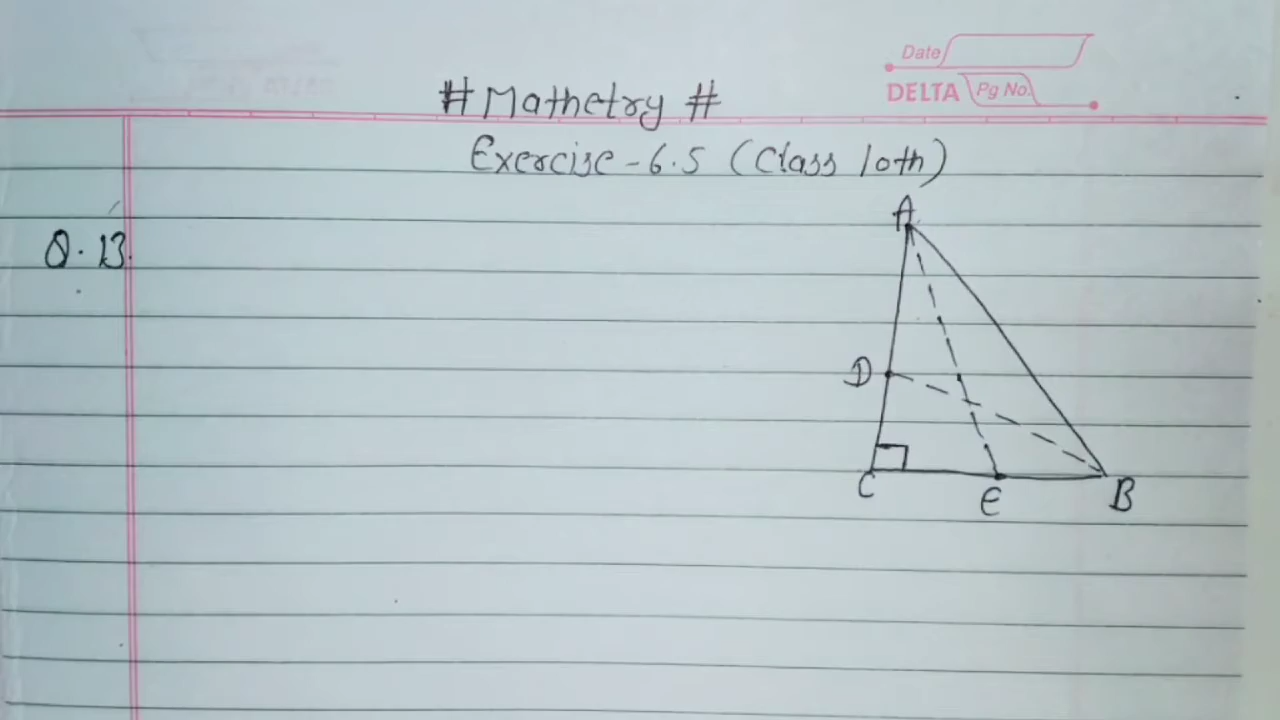 Date
DELTA Pg No.
# Mathetry #
Exercise - 6.5 (Class 10th)
Q. 13.
A
D
C
E
B